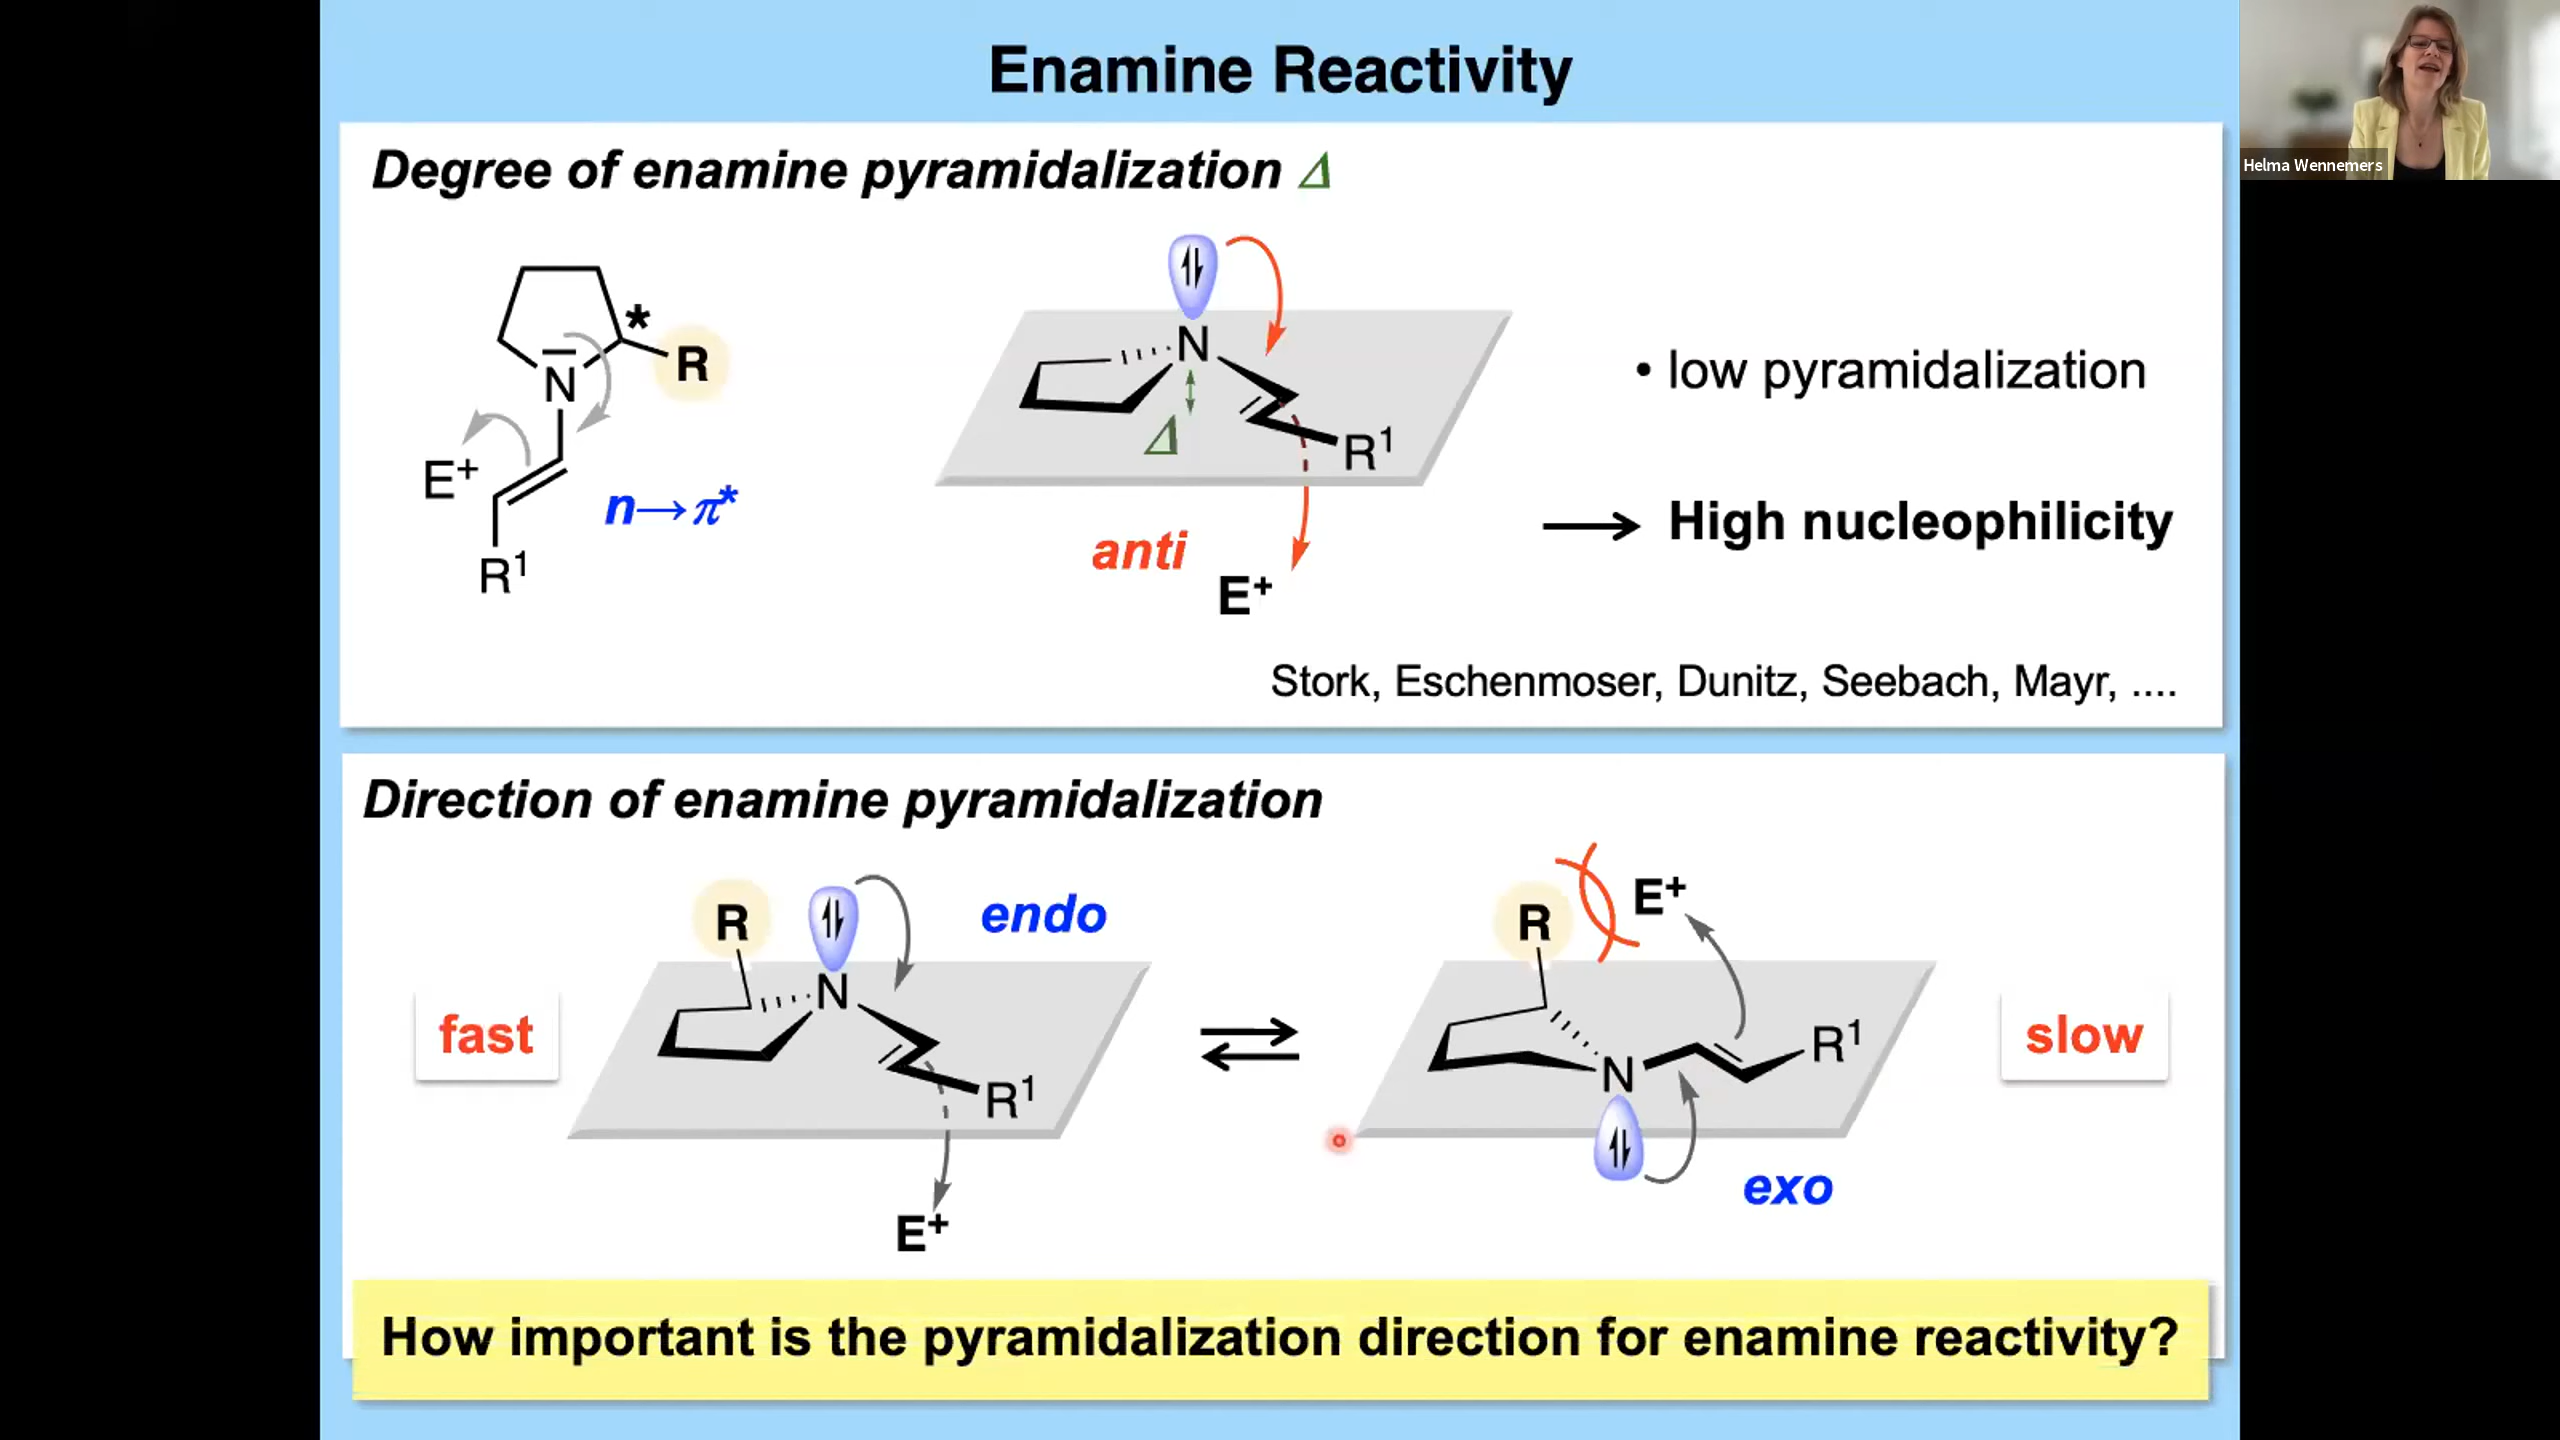 Enamine Reactivity
Helma Wennemers
Degree of enamine pyramidalization Δ
*
R
N
E⁺
n→π*
R¹
N
Δ
R¹
anti
E⁺
• low pyramidalization
→ High nucleophilicity
Stork, Eschenmoser, Dunitz, Seebach, Mayr, ....
Direction of enamine pyramidalization
R
endo
N
fast
R¹
E⁺
R
E⁺
R¹
N
slow
exo
How important is the pyramidalization direction for enamine reactivity?